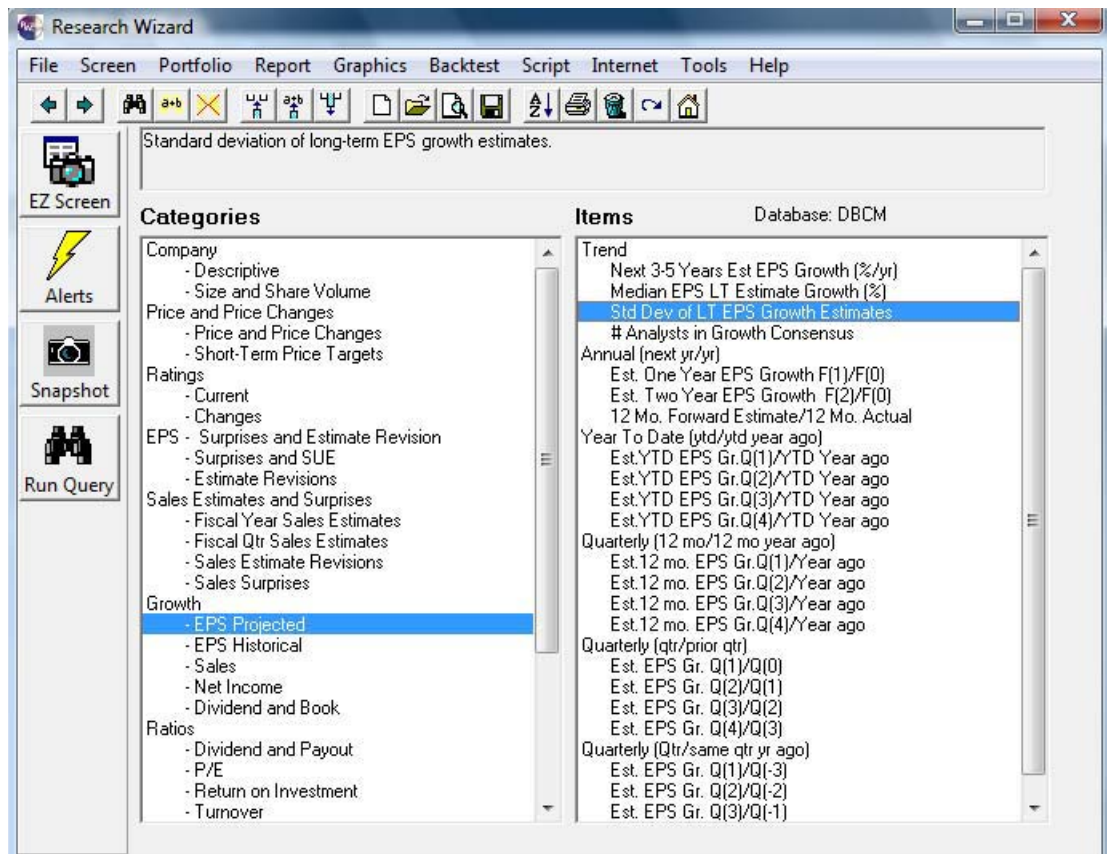 Research Wizard
File Screen Portfolio Report Graphics Backtest Script Internet Tools Help
a+b a+b
Standard deviation of long-term EPS growth estimates.
EZ Screen
Alerts
Snapshot
Run Query
Categories
Company
- Descriptive
- Size and Share Volume
Price and Price Changes
- Price and Price Changes
- Short-Term Price Targets
Ratings
- Current
- Changes
EPS - Surprises and Estimate Revision
- Surprises and SUE
- Estimate Revisions
Sales Estimates and Surprises
- Fiscal Year Sales Estimates
- Fiscal Qtr Sales Estimates
- Sales Estimate Revisions
- Sales Surprises
Growth
- EPS Projected
- EPS Historical
- Sales
- Net Income
- Dividend and Book
Ratios
- Dividend and Payout
- P/E
- Return on Investment
- Turnover
Items Database: DBCM
Trend
Next 3-5 Years Est EPS Growth (%/yr)
Median EPS LT Estimate Growth (%)
Std Dev of LT EPS Growth Estimates
# Analysts in Growth Consensus
Annual (next yr/yr)
Est. One Year EPS Growth F(1)/F(0)
Est. Two Year EPS Growth F(2)/F(0)
12 Mo. Forward Estimate/12 Mo. Actual
Year To Date (ytd/ytd year ago)
Est.YTD EPS Gr.Q(1)/YTD Year ago
Est.YTD EPS Gr.Q(2)/YTD Year ago
Est.YTD EPS Gr.Q(3)/YTD Year ago
Est.YTD EPS Gr.Q(4)/YTD Year ago
Quarterly (12 mo/12 mo year ago)
Est.12 mo. EPS Gr.Q(1)/Year ago
Est.12 mo. EPS Gr.Q(2)/Year ago
Est.12 mo. EPS Gr.Q(3)/Year ago
Est.12 mo. EPS Gr.Q(4)/Year ago
Quarterly (qtr/prior qtr)
Est. EPS Gr. Q(1)/Q(0)
Est. EPS Gr. Q(2)/Q(1)
Est. EPS Gr. Q(3)/Q(2)
Est. EPS Gr. Q(4)/Q(3)
Quarterly (Qtr/same qtr yr ago)
Est. EPS Gr. Q(1)/Q(-3)
Est. EPS Gr. Q(2)/Q(-2)
Est. EPS Gr. Q(3)/Q(-1)